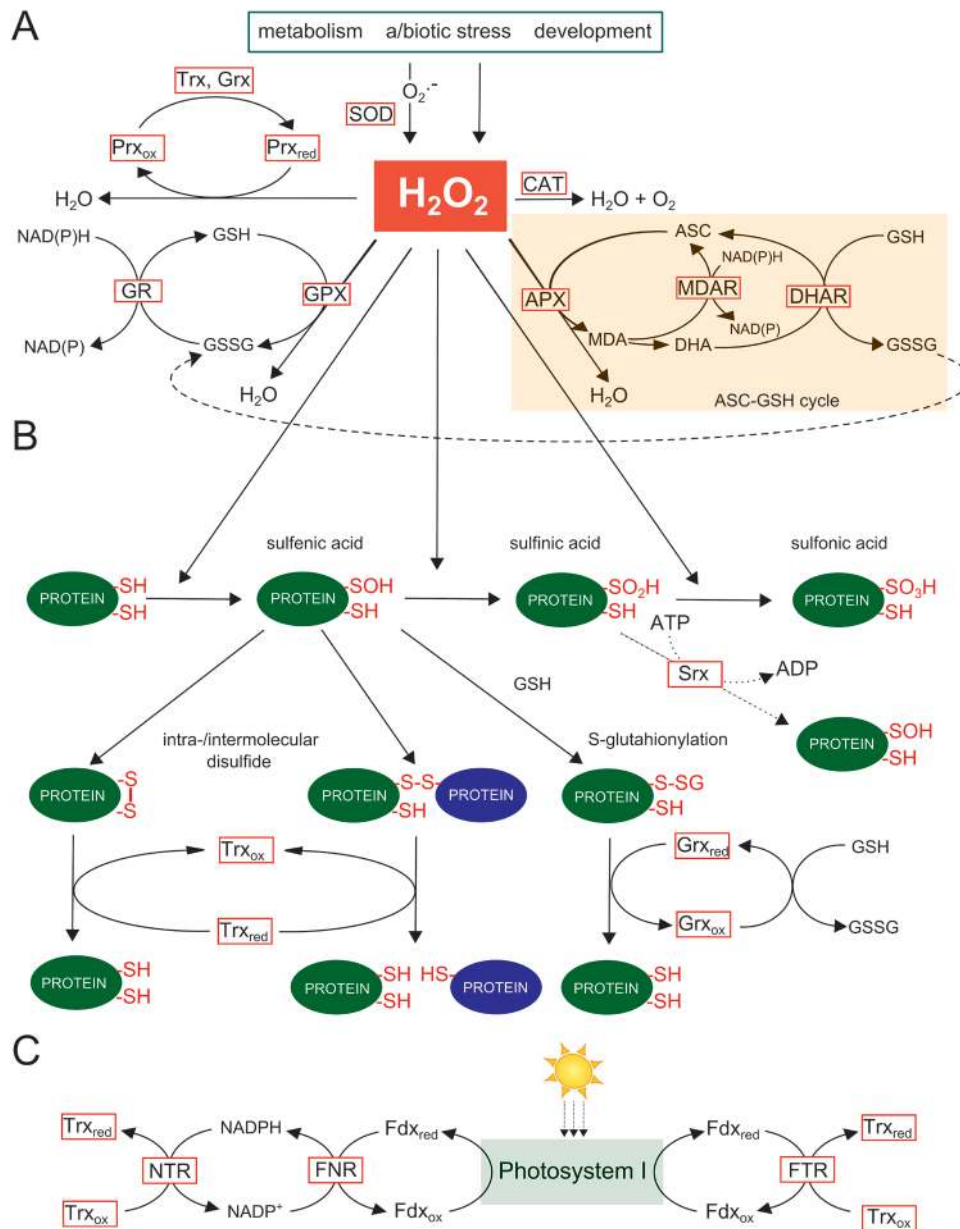 A
metabolism a/biotic stress development
Trx, Grx
O₂·⁻
SOD
Prxox
Prxred
H₂O
H₂O₂
CAT
H₂O + O₂
NAD(P)H
GSH
GR
GPX
NAD(P)
GSSG
H₂O
ASC
GSH
NAD(P)H
APX
MDAR
DHAR
MDA
DHA
NAD(P)
GSSG
H₂O
ASC-GSH cycle
B
sulfenic acid
sulfinic acid
sulfonic acid
PROTEIN
-SH
-SH
PROTEIN
-SOH
-SH
PROTEIN
-SO₂H
-SH
PROTEIN
-SO₃H
-SH
ATP
Srx
ADP
GSH
PROTEIN
-SOH
-SH
intra-/intermolecular
disulfide
S-glutahionylation
PROTEIN
-S
-S
PROTEIN
-S-S-
-SH
PROTEIN
PROTEIN
-S-SG
-SH
Trxox
Trxred
Grxred
Grxox
GSH
GSSG
PROTEIN
-SH
-SH
PROTEIN
-SH
-SH
HS-
PROTEIN
PROTEIN
-SH
-SH
C
Trxred
NADPH
Fdxred
Fdxred
Trxred
NTR
FNR
Photosystem I
FTR
Trxox
NADP⁺
Fdxox
Fdxox
Trxox